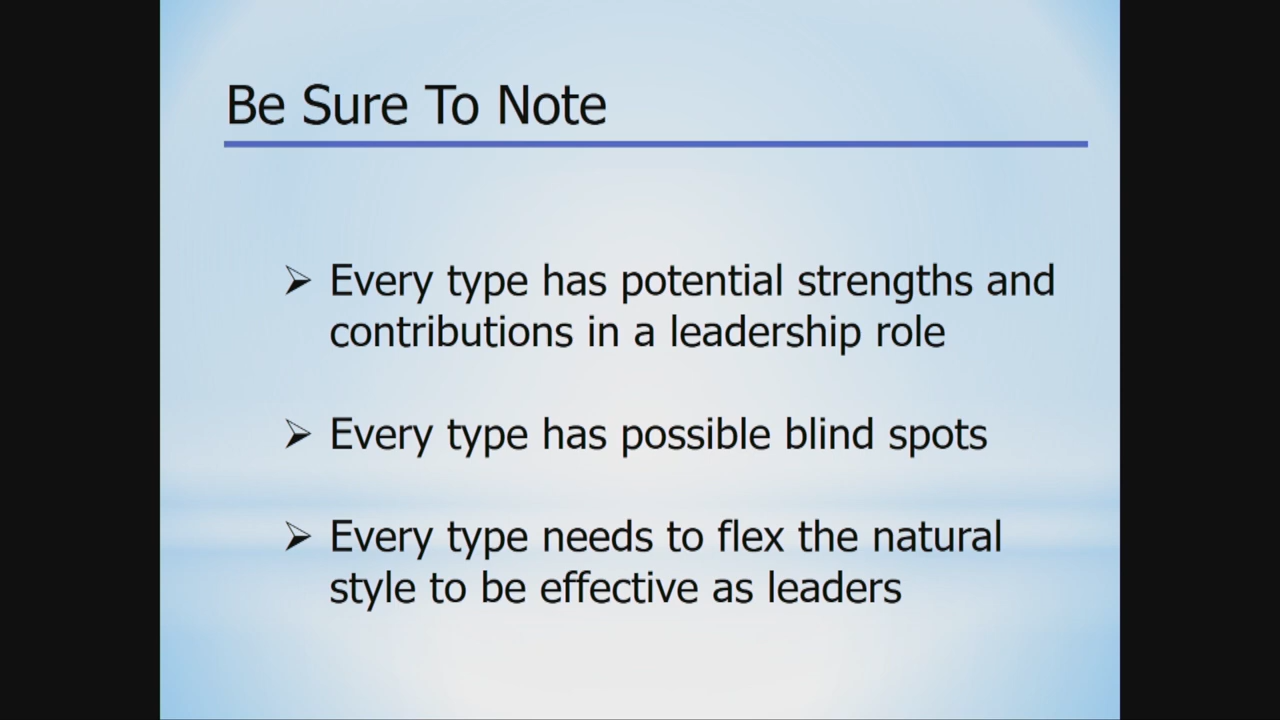 Be Sure To Note
➢ Every type has potential strengths and
contributions in a leadership role
➢ Every type has possible blind spots
➢ Every type needs to flex the natural
style to be effective as leaders